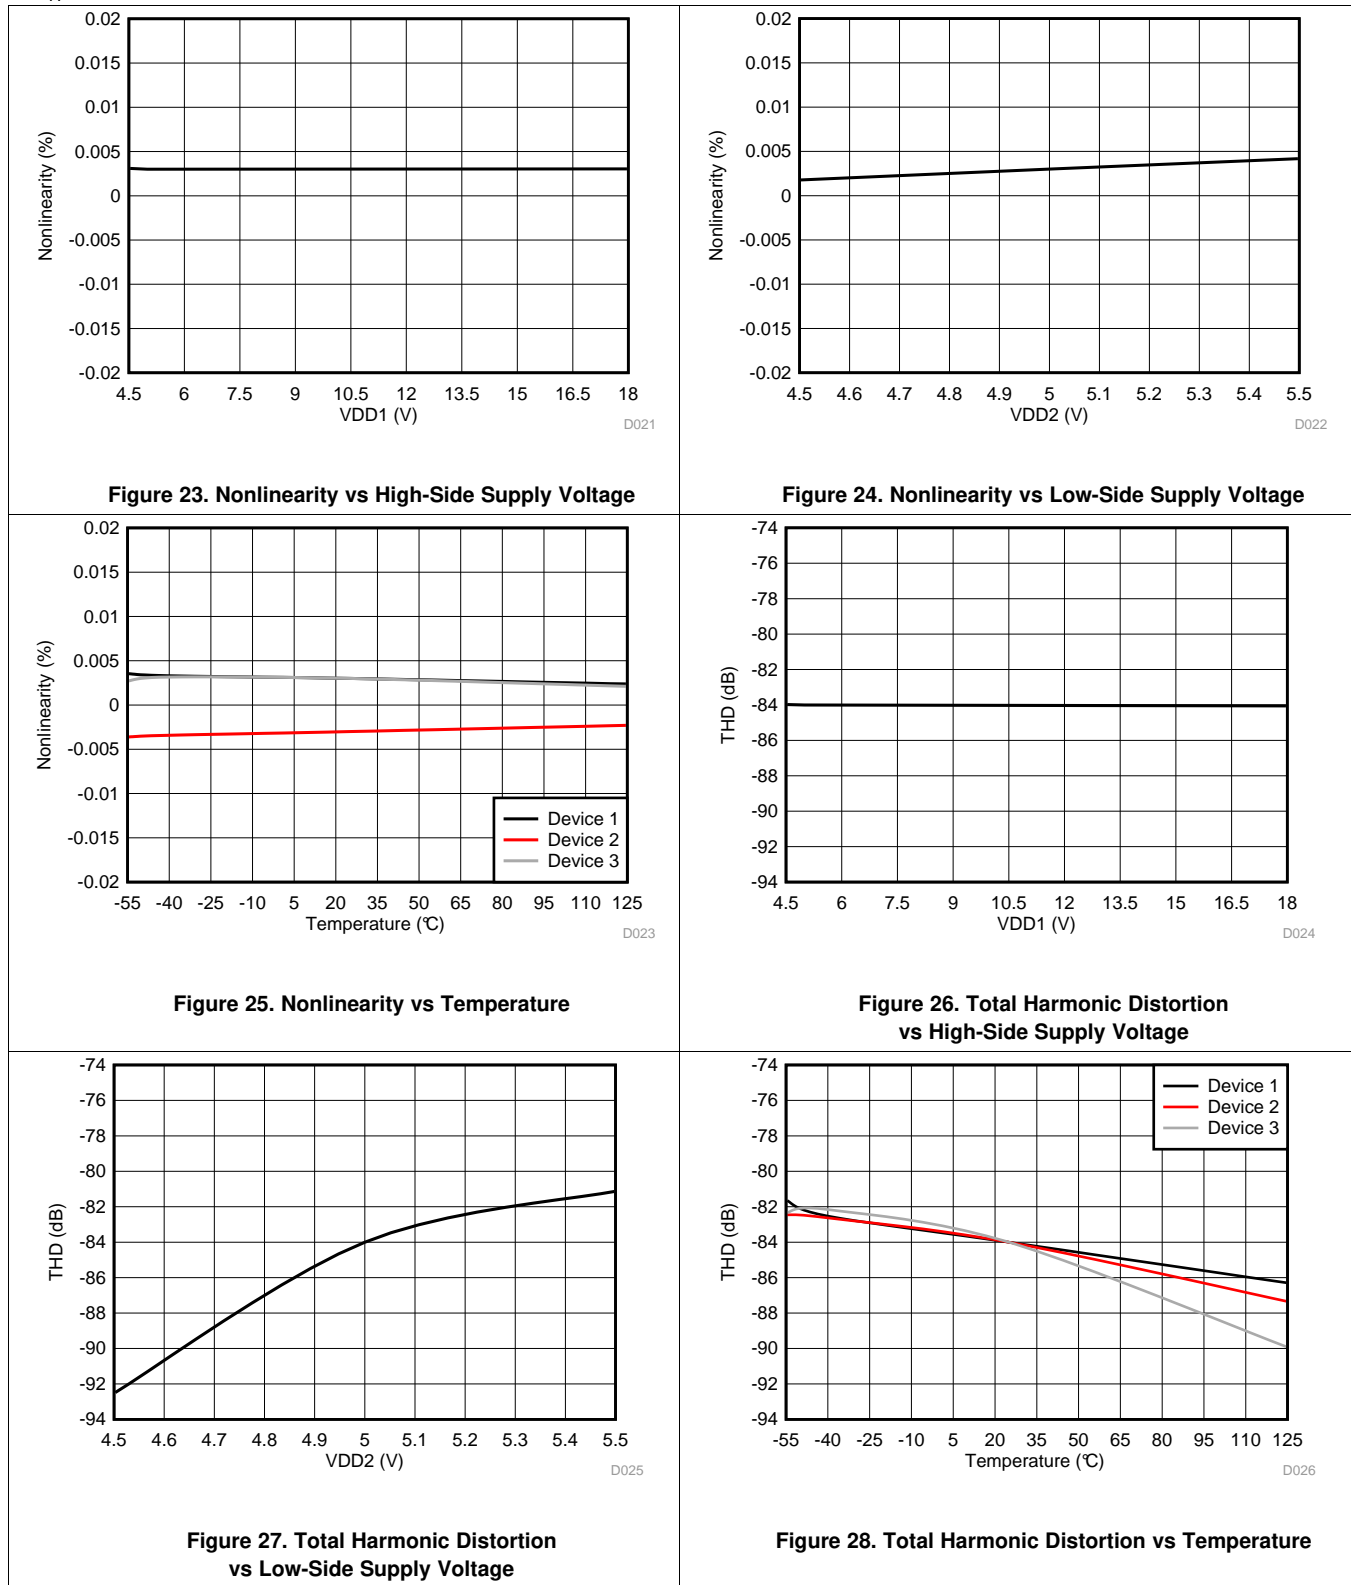 0.02
0.015
0.01
0.005
0
-0.005
-0.01
-0.015
-0.02
Nonlinearity (%)
4.5 6 7.5 9 10.5 12 13.5 15 16.5 18
VDD1 (V)
D021
Figure 23. Nonlinearity vs High-Side Supply Voltage
0.02
0.015
0.01
0.005
0
-0.005
-0.01
-0.015
-0.02
Nonlinearity (%)
4.5 4.6 4.7 4.8 4.9 5 5.1 5.2 5.3 5.4 5.5
VDD2 (V)
D022
Figure 24. Nonlinearity vs Low-Side Supply Voltage
0.02
0.015
0.01
0.005
0
-0.005
-0.01
-0.015
-0.02
Nonlinearity (%)
Device 1
Device 2
Device 3
-55 -40 -25 -10 5 20 35 50 65 80 95 110 125
Temperature (°C)
D023
Figure 25. Nonlinearity vs Temperature
-74
-76
-78
-80
-82
-84
-86
-88
-90
-92
-94
THD (dB)
4.5 6 7.5 9 10.5 12 13.5 15 16.5 18
VDD1 (V)
D024
Figure 26. Total Harmonic Distortion
vs High-Side Supply Voltage
-74
-76
-78
-80
-82
-84
-86
-88
-90
-92
-94
THD (dB)
4.5 4.6 4.7 4.8 4.9 5 5.1 5.2 5.3 5.4 5.5
VDD2 (V)
D025
Figure 27. Total Harmonic Distortion
vs Low-Side Supply Voltage
-74
-76
-78
-80
-82
-84
-86
-88
-90
-92
-94
THD (dB)
Device 1
Device 2
Device 3
-55 -40 -25 -10 5 20 35 50 65 80 95 110 125
Temperature (°C)
D026
Figure 28. Total Harmonic Distortion vs Temperature